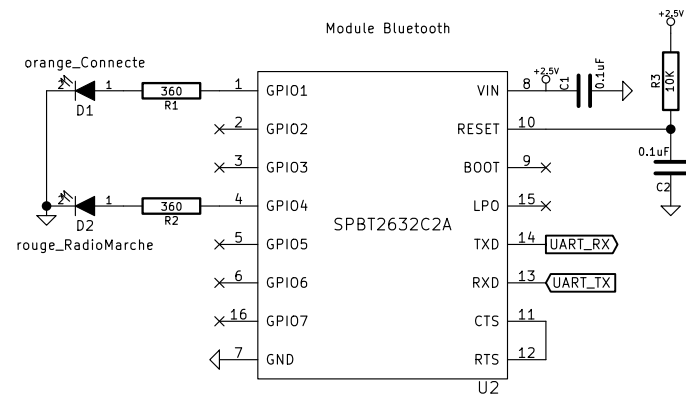 Module Bluetooth
+2.5V
orange_Connecte
2
1
D1
360
R1
1 GPIO1
VIN 8
+2.5V
C1
0.1uF
R3
10K
2 GPIO2
RESET 10
3 GPIO3
BOOT 9
0.1uF
C2
2
1
D2
360
R2
4 GPIO4
LPO 15
rouge_RadioMarche
SPBT2632C2A
5 GPIO5
TXD 14 UART_RX
6 GPIO6
RXD 13 UART_TX
16 GPIO7
CTS 11
7 GND
RTS 12
U2